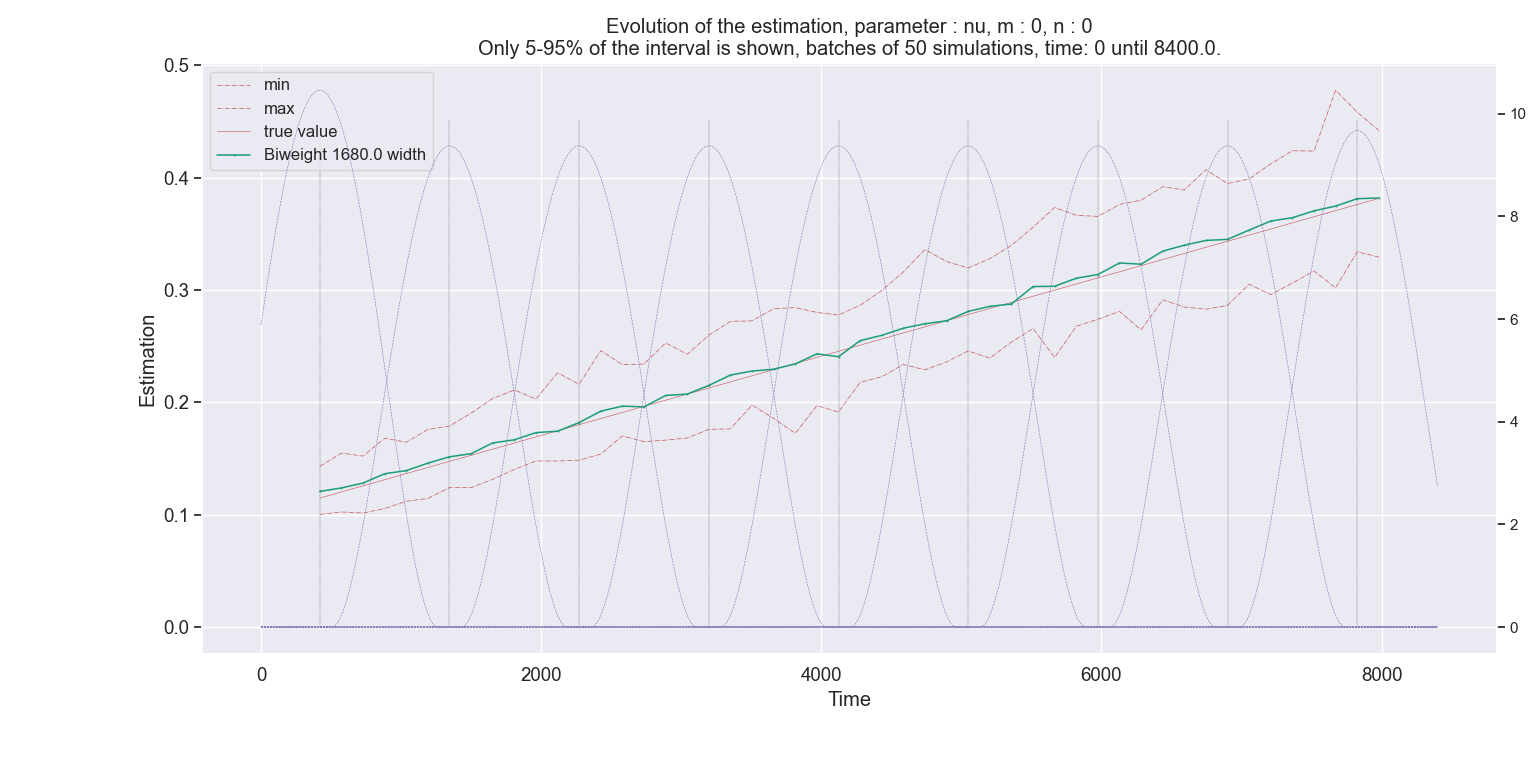 Evolution of the estimation, parameter : nu, m : 0, n : 0
Only 5-95% of the interval is shown, batches of 50 simulations, time: 0 until 8400.0.
min
max
true value
Biweight 1680.0 width
Estimation
0.5
0.4
0.3
0.2
0.1
0.0
10
8
6
4
2
0
0 2000 4000 6000 8000
Time